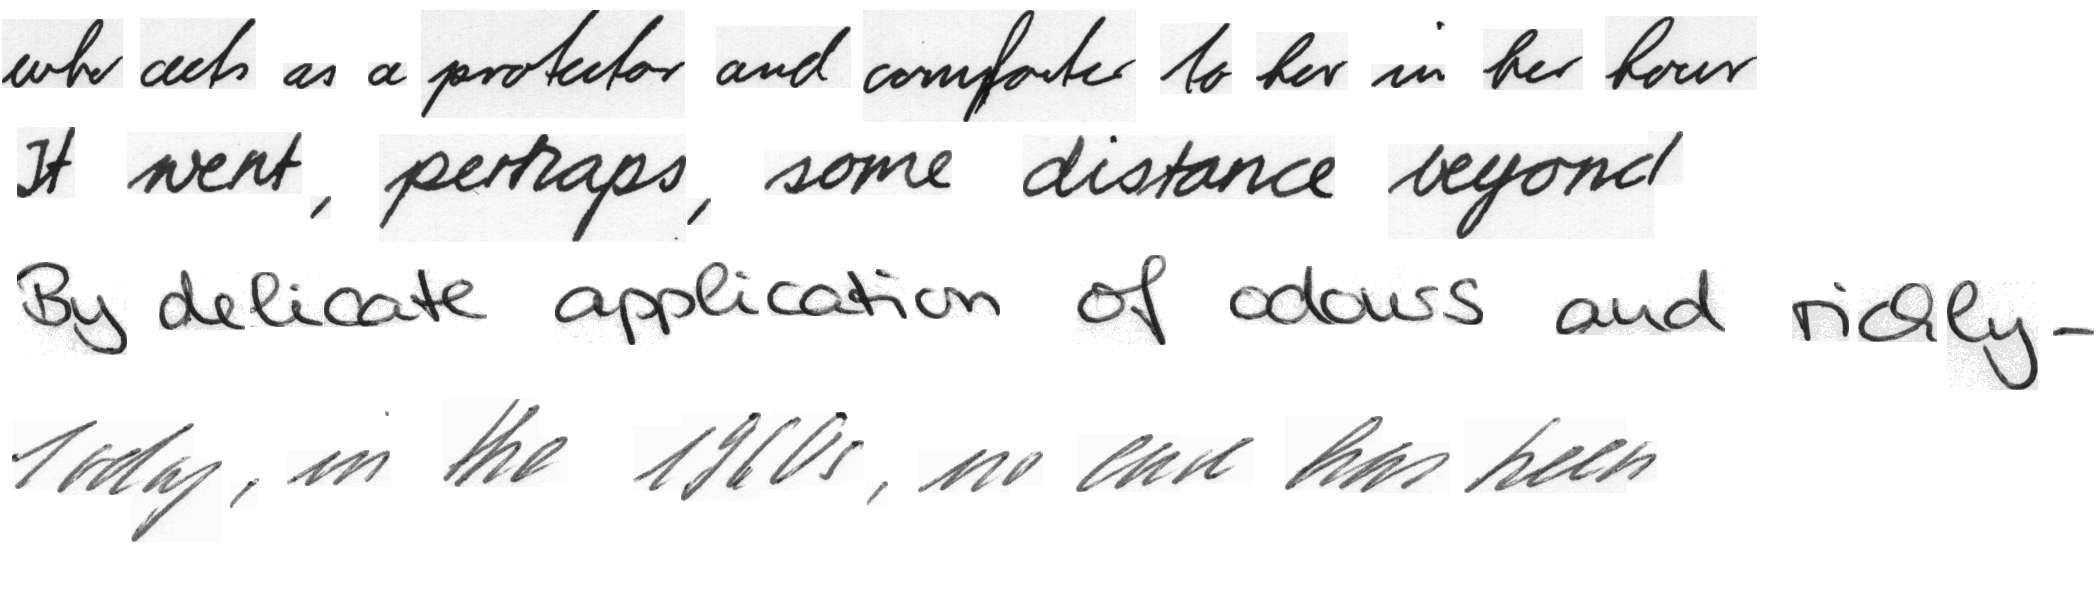 who acts as a protector and comforter to her in her hour
It went, perhaps, some distance beyond
By delicate application of odours and richly-
Today, in the 1960s, no has been